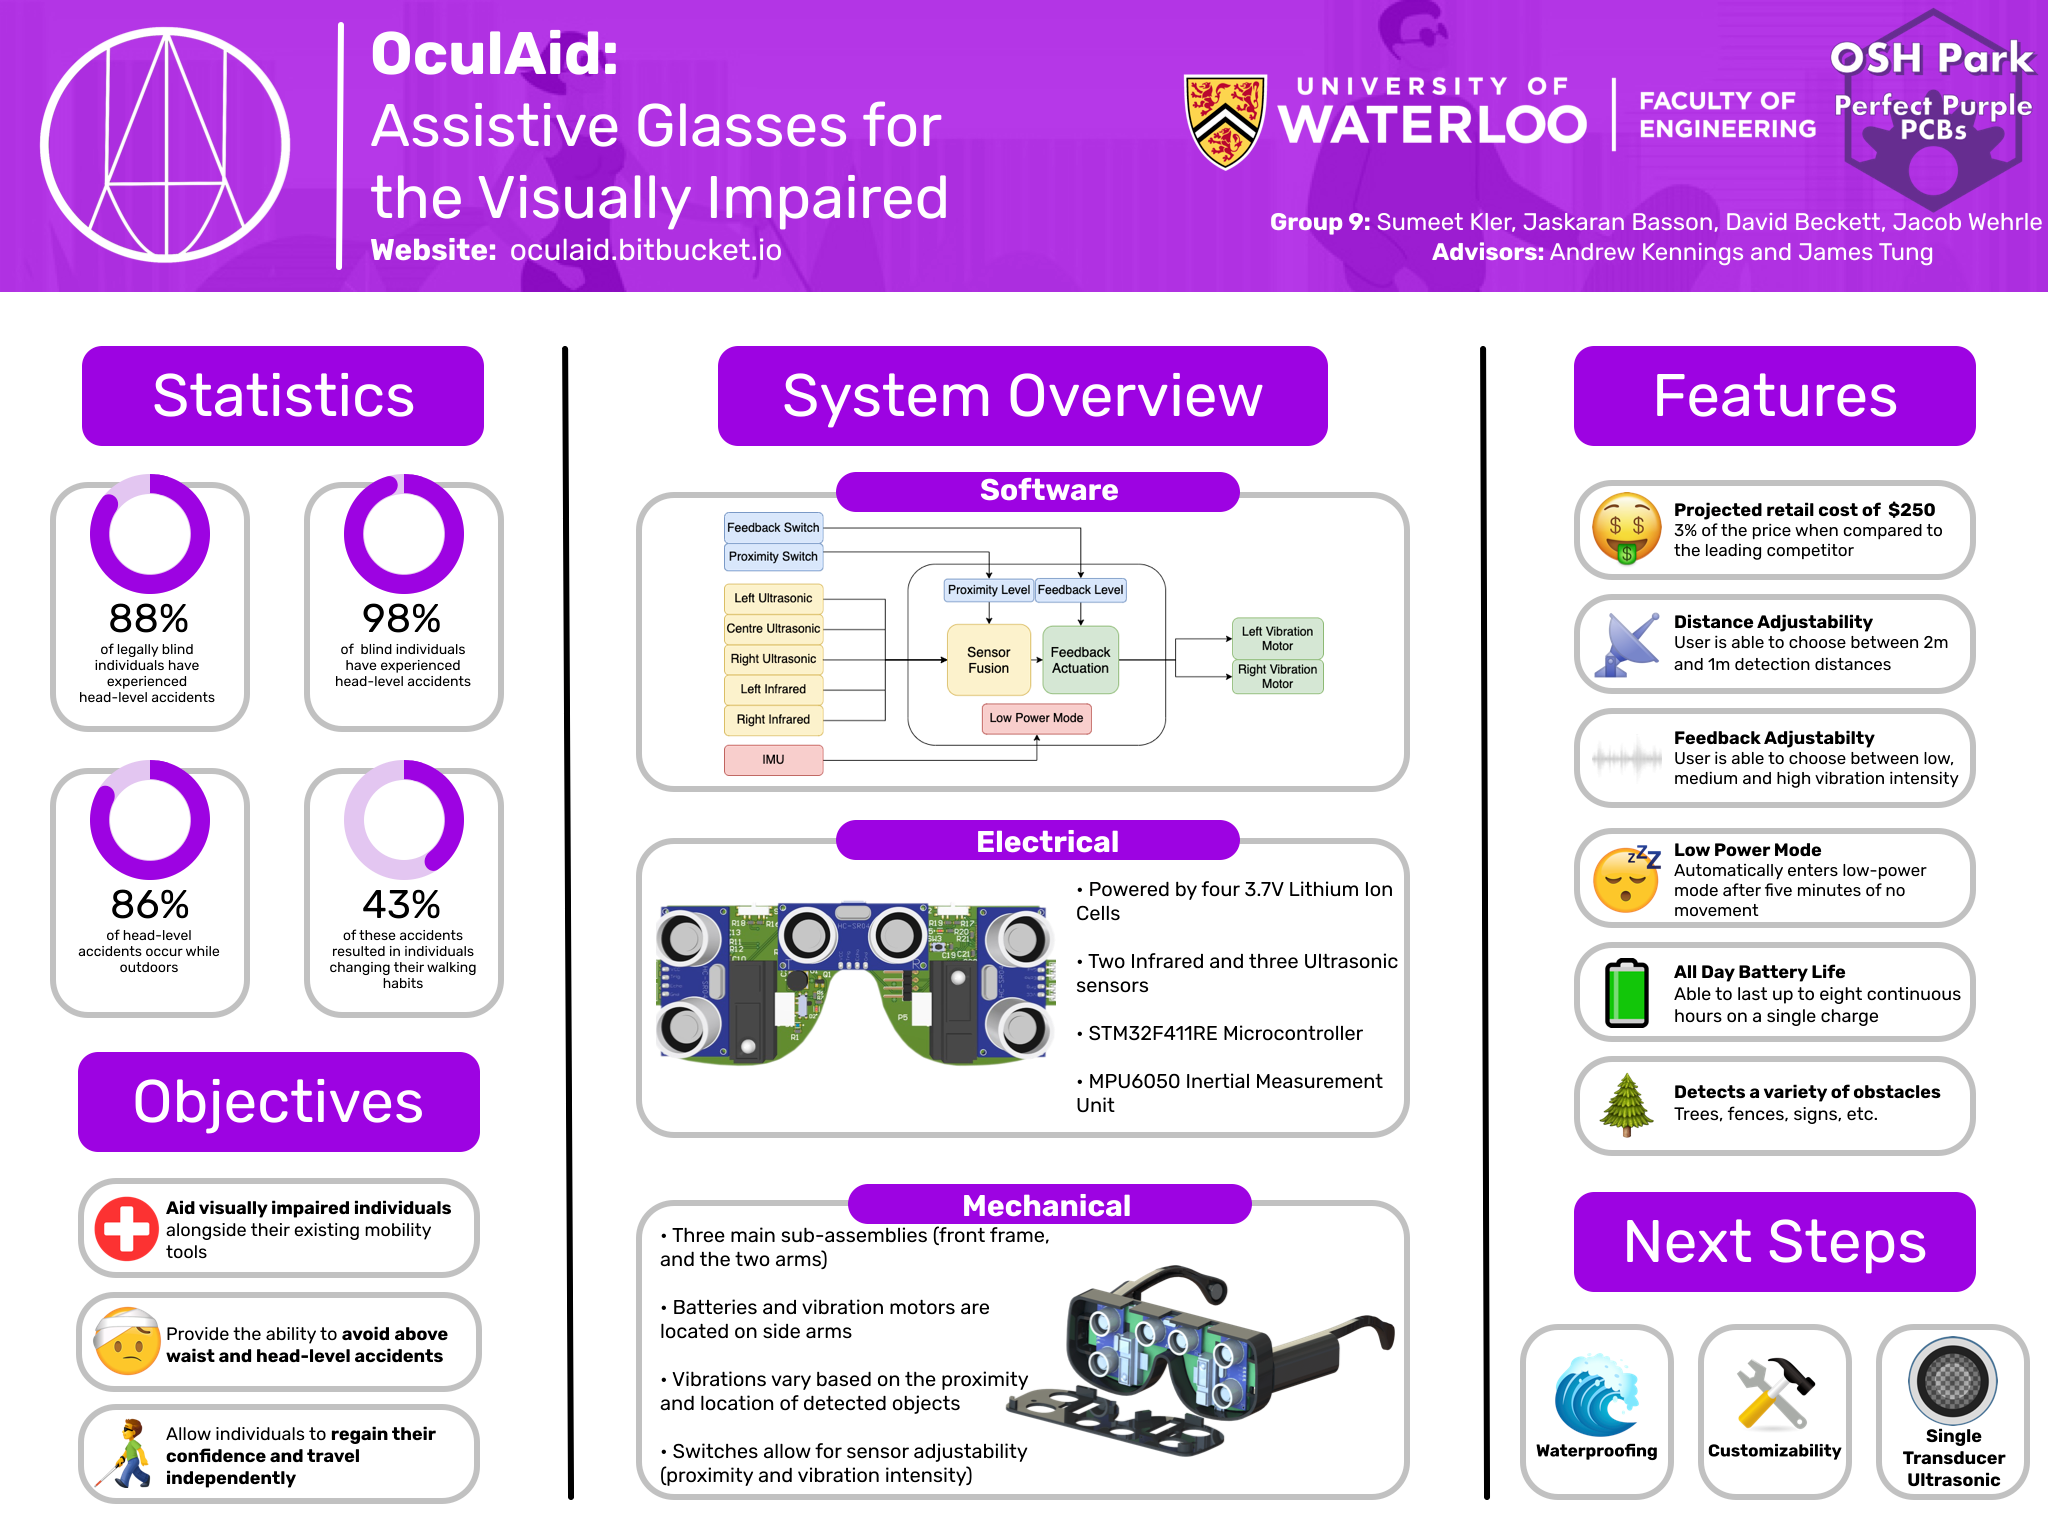 OculAid:
Assistive Glasses for
the Visually Impaired
Website: oculaid.bitbucket.io
UNIVERSITY OF
WATERLOO
FACULTY OF
ENGINEERING
OSH Park
Perfect Purple
PCBs
Group 9: Sumeet Kler, Jaskaran Basson, David Beckett, Jacob Wehrle
Advisors: Andrew Kennings and James Tung
Statistics
88%
of legally blind
individuals have
experienced
head-level accidents
98%
of blind individuals
have experienced
head-level accidents
86%
of head-level
accidents occur while
outdoors
43%
of these accidents
resulted in individuals
changing their walking
habits
Objectives
Aid visually impaired individuals
alongside their existing mobility
tools
Provide the ability to avoid above
waist and head-level accidents
Allow individuals to regain their
confidence and travel
independently
System Overview
Software
Feedback Switch
Proximity Switch
Left Ultrasonic
Centre Ultrasonic
Right Ultrasonic
Left Infrared
Right Infrared
IMU
Proximity Level
Feedback Level
Sensor
Fusion
Feedback
Actuation
Low Power Mode
Left Vibration
Motor
Right Vibration
Motor
Electrical
• Powered by four 3.7V Lithium Ion
Cells
• Two Infrared and three Ultrasonic
sensors
• STM32F411RE Microcontroller
• MPU6050 Inertial Measurement
Unit
R18
R11
R12
R19
R17
R20
R21
C19
C21
R1
P5
Mechanical
• Three main sub-assemblies (front frame,
and the two arms)
• Batteries and vibration motors are
located on side arms
• Vibrations vary based on the proximity
and location of detected objects
• Switches allow for sensor adjustability
(proximity and vibration intensity)
Features
Projected retail cost of $250
3% of the price when compared to
the leading competitor
Distance Adjustability
User is able to choose between 2m
and 1m detection distances
Feedback Adjustabilty
User is able to choose between low,
medium and high vibration intensity
zZZ
Low Power Mode
Automatically enters low-power
mode after five minutes of no
movement
All Day Battery Life
Able to last up to eight continuous
hours on a single charge
Detects a variety of obstacles
Trees, fences, signs, etc.
Next Steps
Waterproofing
Customizability
Single
Transducer
Ultrasonic